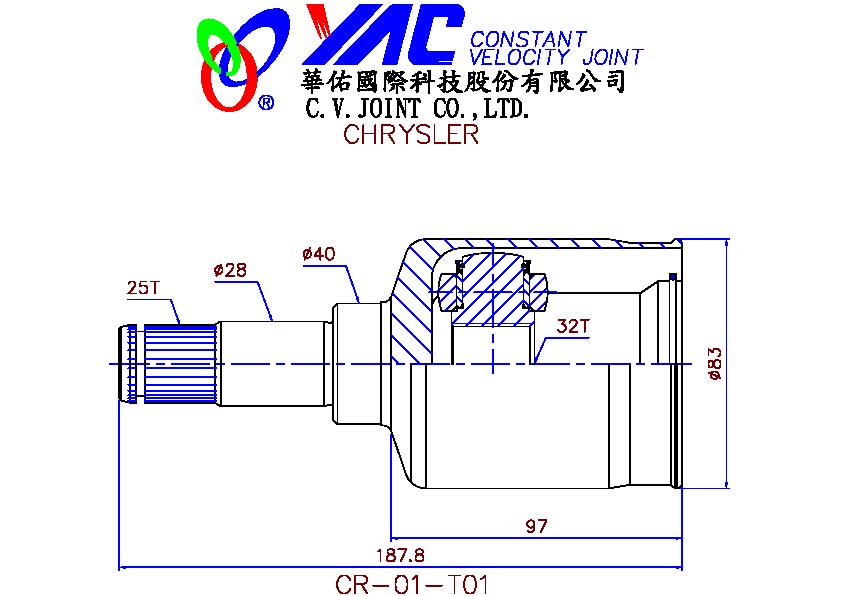 YAC CONSTANT
VELOCITY JOINT
®
華佑國際科技股份有限公司
C.V.JOINT CO.,LTD.
CHRYSLER
ø40
ø28
25T
32T
ø83
97
187.8
CR-01-T01